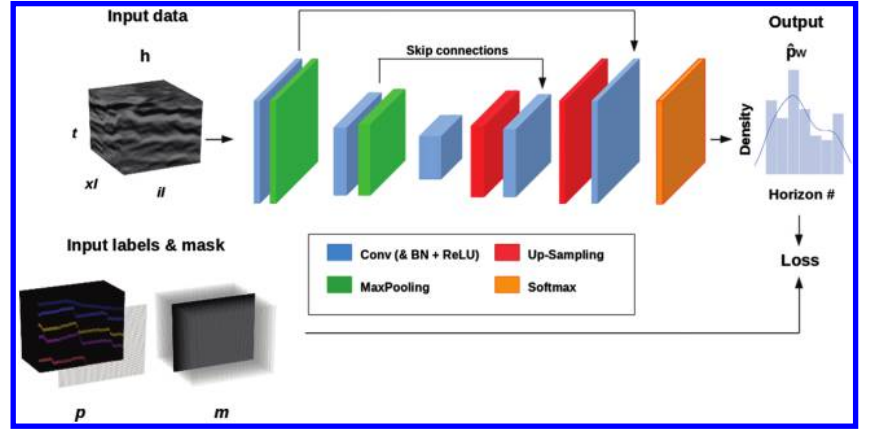 Input data
Output
h
Skip connections
p̂w
t
xl
il
Density
Horizon #
Input labels & mask
Conv (& BN + ReLU)
Up-Sampling
MaxPooling
Softmax
Loss
p
m